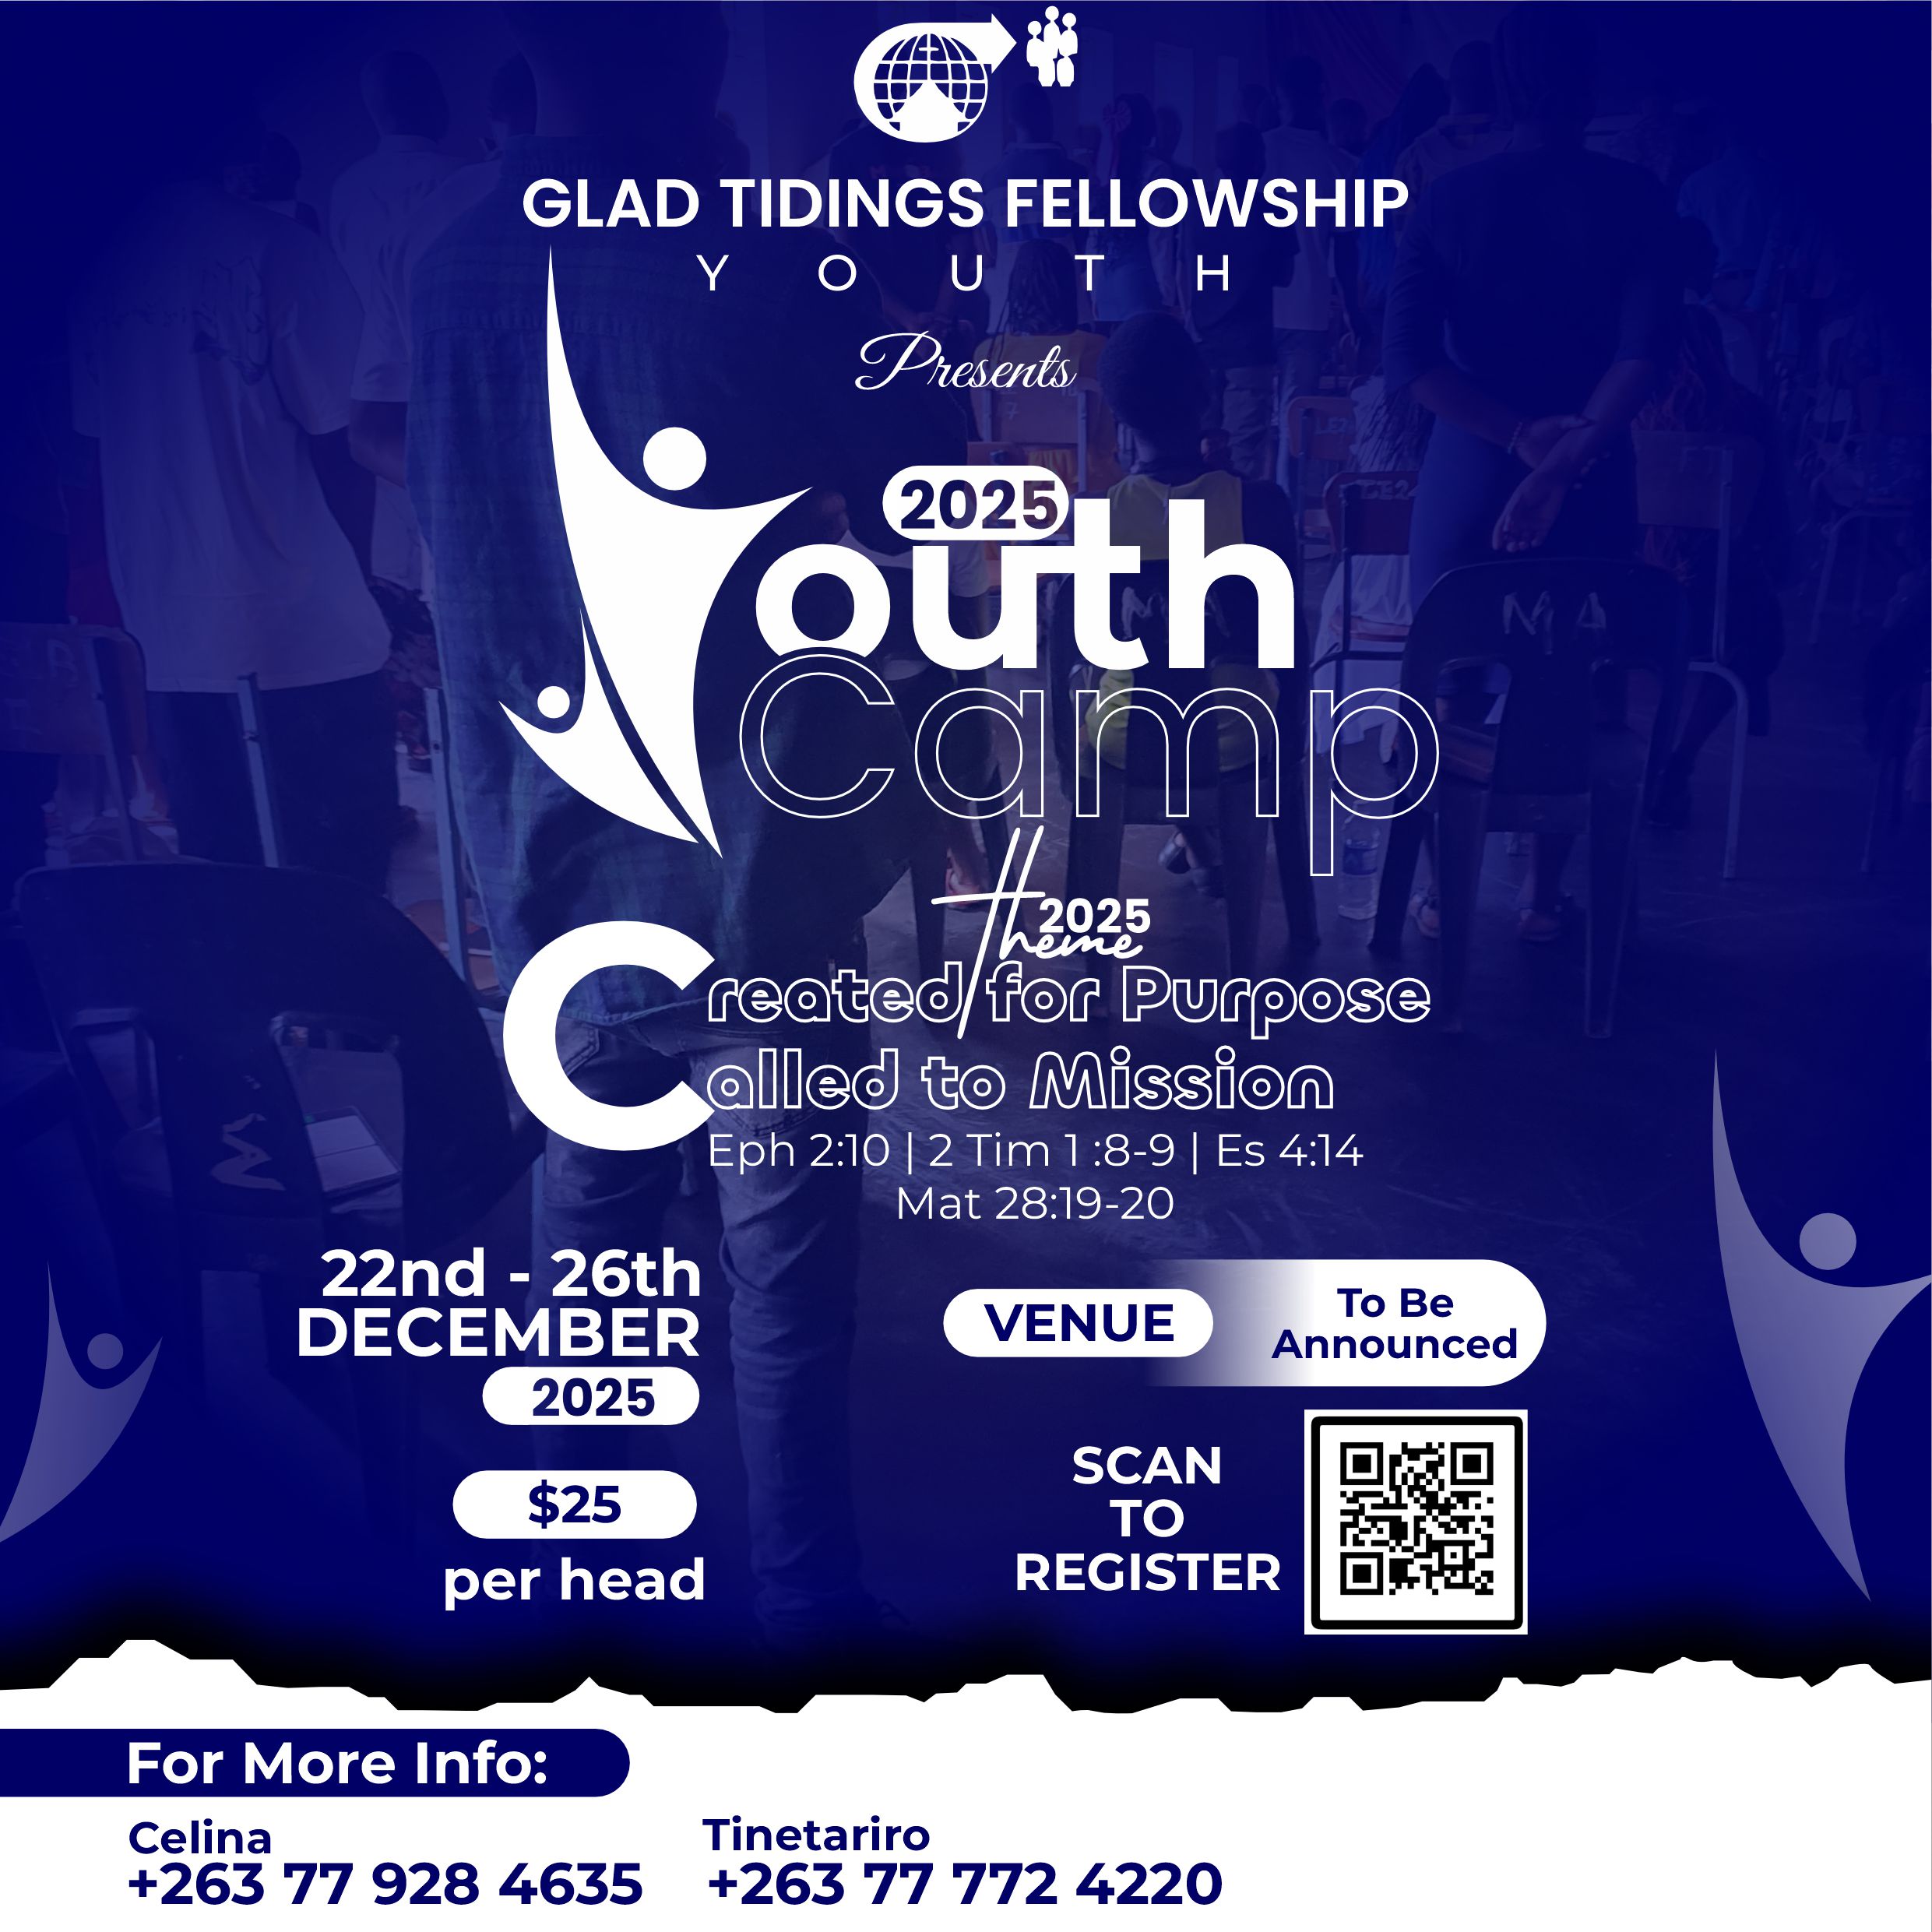 GLAD TIDINGS FELLOWSHIP
YOUTH
Presents
2025
Youth
Camp
2025
theme
Created for Purpose
Called to Mission
Eph 2:10 | 2 Tim 1 :8-9 | Es 4:14
Mat 28:19-20
22nd - 26th
DECEMBER
2025
$25
per head
VENUE
To Be
Announced
SCAN
TO
REGISTER
For More Info:
Celina
+263 77 928 4635
Tinetariro
+263 77 772 4220